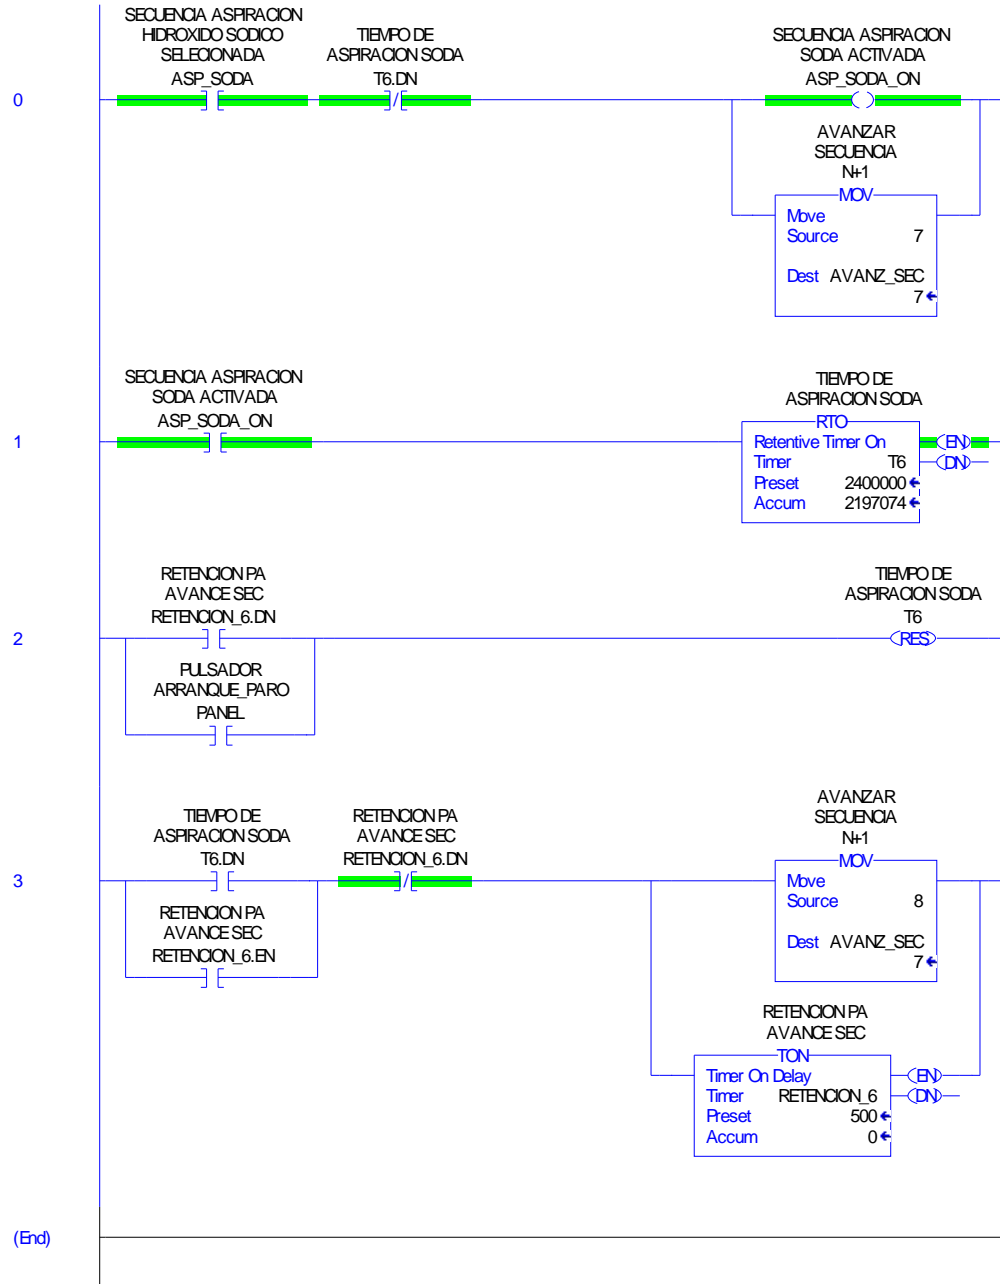 SECUENCIA ASPIRACION
HIDROXIDO SODICO
SELECIONADA
ASP_SODA
TIEMPO DE
ASPIRACION SODA
T6.DN
SECUENCIA ASPIRACION
SODA ACTIVADA
ASP_SODA_ON
0
AVANZAR
SECUENCIA
N+1
MOV
Move
Source 7
Dest AVANZ_SEC
7
SECUENCIA ASPIRACION
SODA ACTIVADA
ASP_SODA_ON
1
TIEMPO DE
ASPIRACION SODA
RTO
Retentive Timer On
Timer T6
Preset 2400000
Accum 2197074
EN
DN
RETENCION PA
AVANCE SEC
RETENCION_6.DN
2
TIEMPO DE
ASPIRACION SODA
T6
RES
PULSADOR
ARRANQUE_PARO
PANEL
TIEMPO DE
ASPIRACION SODA
T6.DN
RETENCION PA
AVANCE SEC
RETENCION_6.DN
3
RETENCION PA
AVANCE SEC
RETENCION_6.EN
AVANZAR
SECUENCIA
N+1
MOV
Move
Source 8
Dest AVANZ_SEC
7
RETENCION PA
AVANCE SEC
TON
Timer On Delay
Timer RETENCION_6
Preset 500
Accum 0
EN
DN
(End)